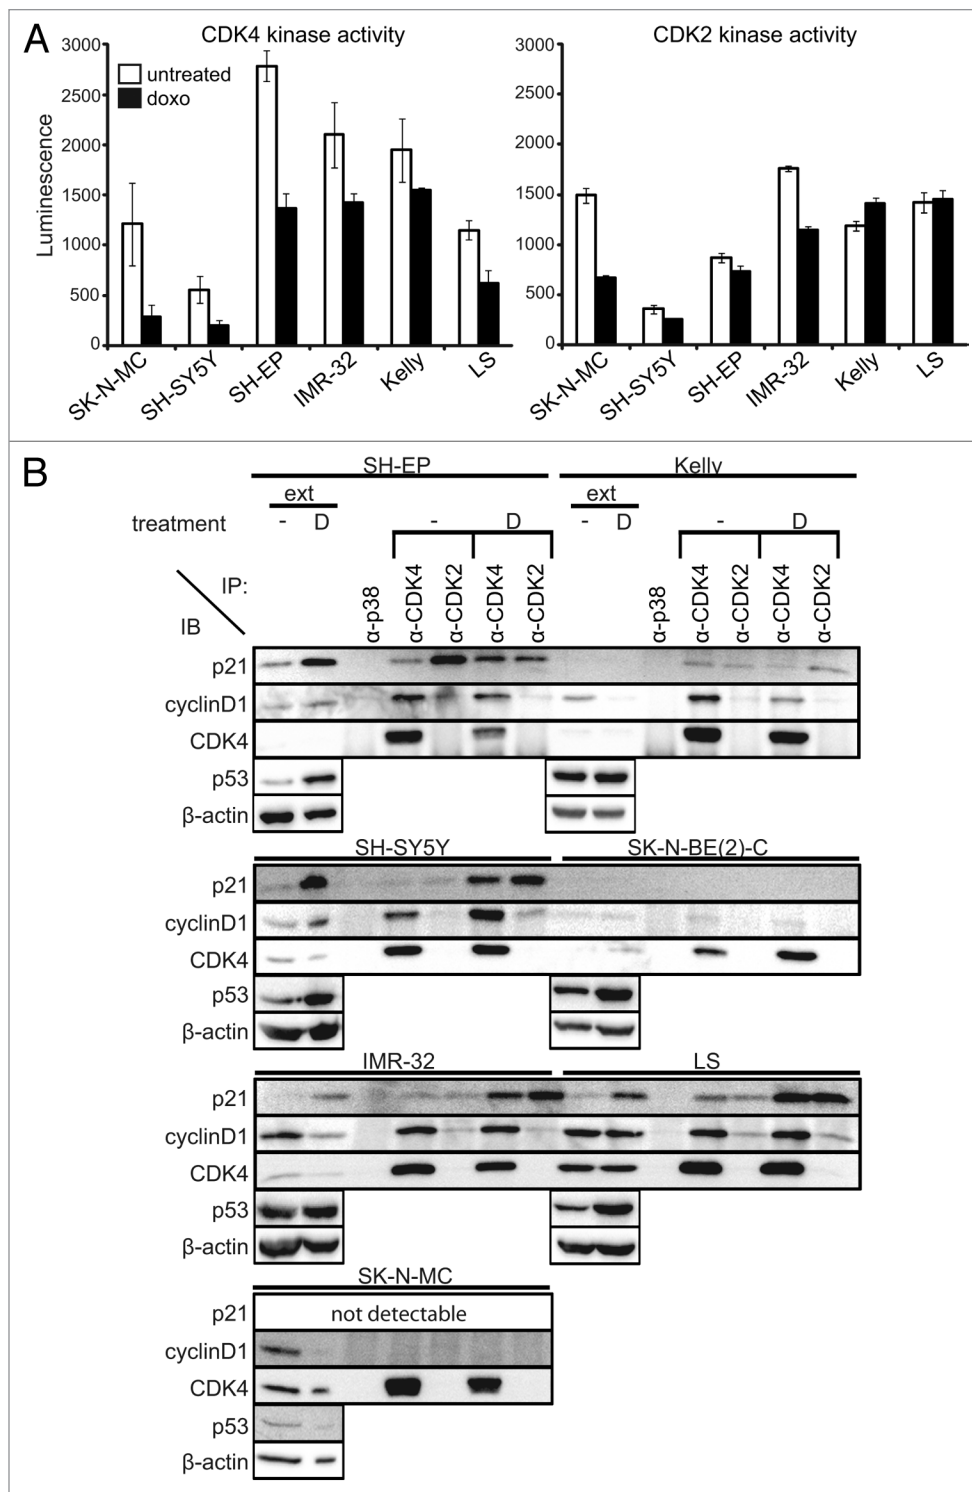 A
CDK4 kinase activity
CDK2 kinase activity
untreated
doxo
Luminescence
3000
2500
2000
1500
1000
500
0
SK-N-MC
SH-SY5Y
SH-EP
IMR-32
Kelly
LS
3000
2500
2000
1500
1000
500
0
SK-N-MC
SH-SY5Y
SH-EP
IMR-32
Kelly
LS
B
SH-EP Kelly
ext ext
treatment - D - D - D - D
IP:
IB
α-p38 α-CDK4 α-CDK2 α-CDK4 α-CDK2 α-p38 α-CDK4 α-CDK2 α-CDK4 α-CDK2
p21
cyclinD1
CDK4
p53
β-actin
SH-SY5Y SK-N-BE(2)-C
p21
cyclinD1
CDK4
p53
β-actin
IMR-32 LS
p21
cyclinD1
CDK4
p53
β-actin
SK-N-MC
p21 not detectable
cyclinD1
CDK4
p53
β-actin